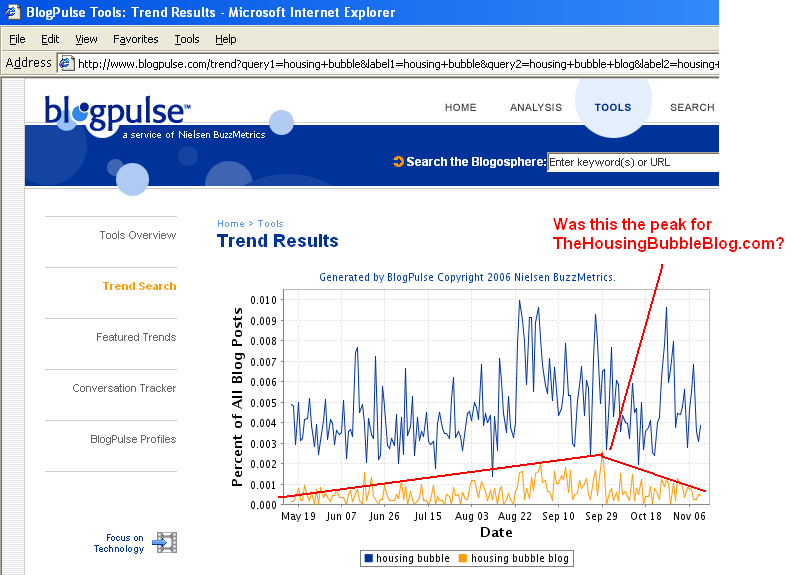 BlogPulse Tools: Trend Results - Microsoft Internet Explorer
File Edit View Favorites Tools Help
Address http://www.blogpulse.com/trend?query1=housing+bubble&label1=housing+bubble&query2=housing+bubble+blog&label2=housing+
blogpulse™
a service of Nielsen BuzzMetrics
HOME ANALYSIS TOOLS SEARCH
Search the Blogosphere: Enter keyword(s) or URL
Tools Overview
Trend Search
Featured Trends
Conversation Tracker
BlogPulse Profiles
Focus on
Technology
Home > Tools
Trend Results
Was this the peak for
TheHousingBubbleBlog.com?
Generated by BlogPulse Copyright 2006 Nielsen BuzzMetrics.
Percent of All Blog Posts
0.010
0.009
0.008
0.007
0.006
0.005
0.004
0.003
0.002
0.001
0.000
May 19 Jun 07 Jun 26 Jul 15 Aug 03 Aug 22 Sep 10 Sep 29 Oct 18 Nov 06
Date
housing bubble housing bubble blog